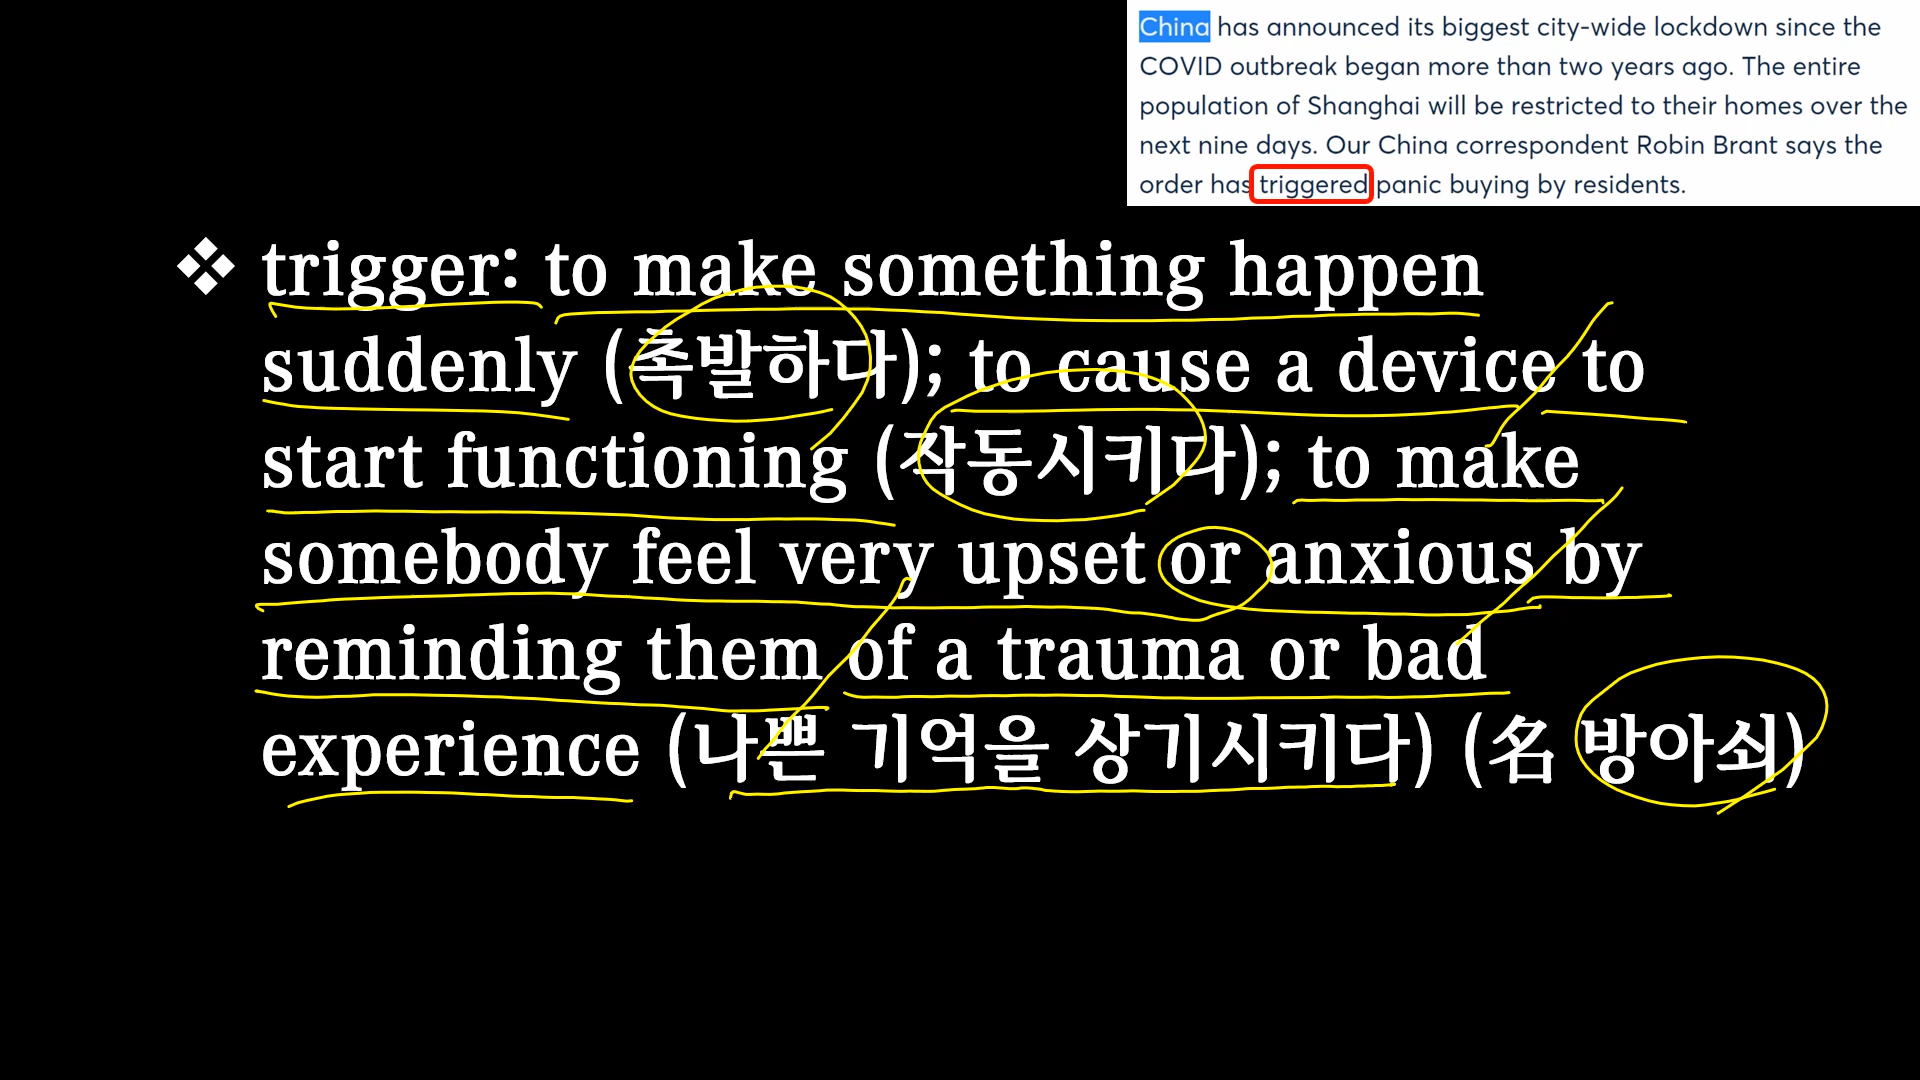 China has announced its biggest city-wide lockdown since the
COVID outbreak began more than two years ago. The entire
population of Shanghai will be restricted to their homes over the
next nine days. Our China correspondent Robin Brant says the
order has triggered panic buying by residents.
❖ trigger: to make something happen
suddenly (촉발하다); to cause a device to
start functioning (작동시키다); to make
somebody feel very upset or anxious by
reminding them of a trauma or bad
experience (나쁜 기억을 상기시키다) (名 방아쇠)